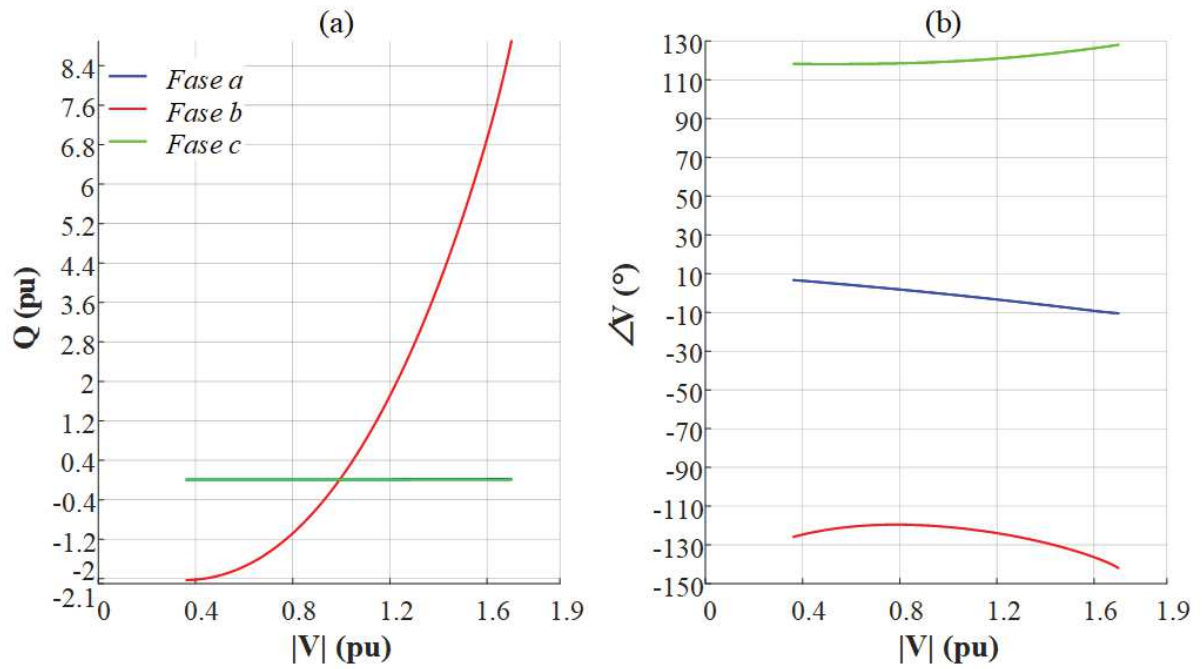 (a)
8.4
7.6
6.8
6
5.2
4.4
3.6
2.8
2
1.2
0.4
-0.4
-1.2
-2
-2.1
Q (pu)
Fase a
Fase b
Fase c
0 0.4 0.8 1.2 1.6 1.9
|V| (pu)
(b)
130
110
90
70
50
30
10
-10
-30
-50
-70
-90
-110
-130
-150
∠V (°)
0 0.4 0.8 1.2 1.6 1.9
|V| (pu)